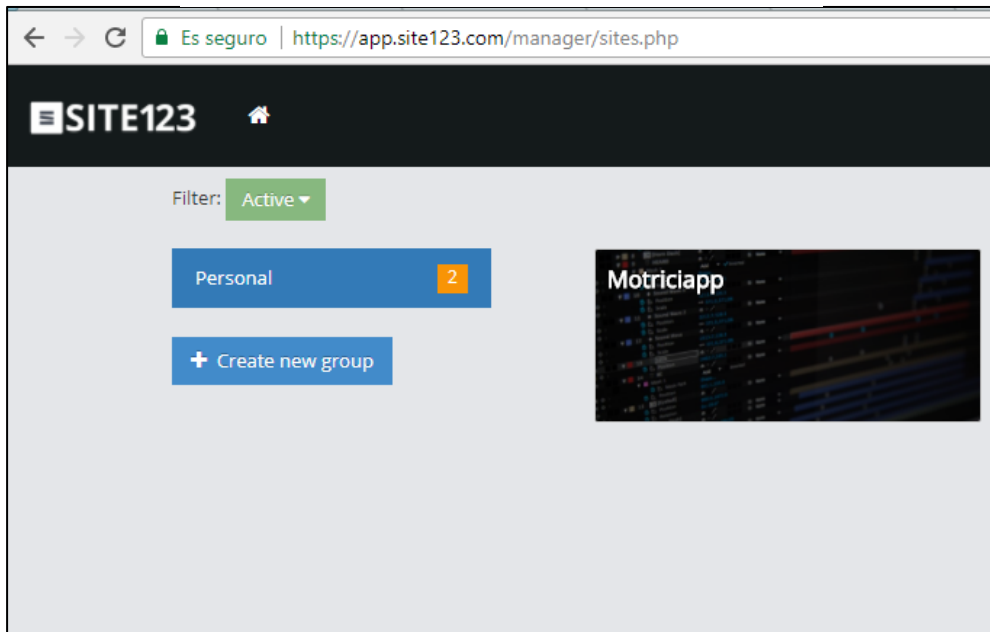 Es seguro | https://app.site123.com/manager/sites.php
SITE123
Filter: Active
Personal 2
Motriciapp
+ Create new group